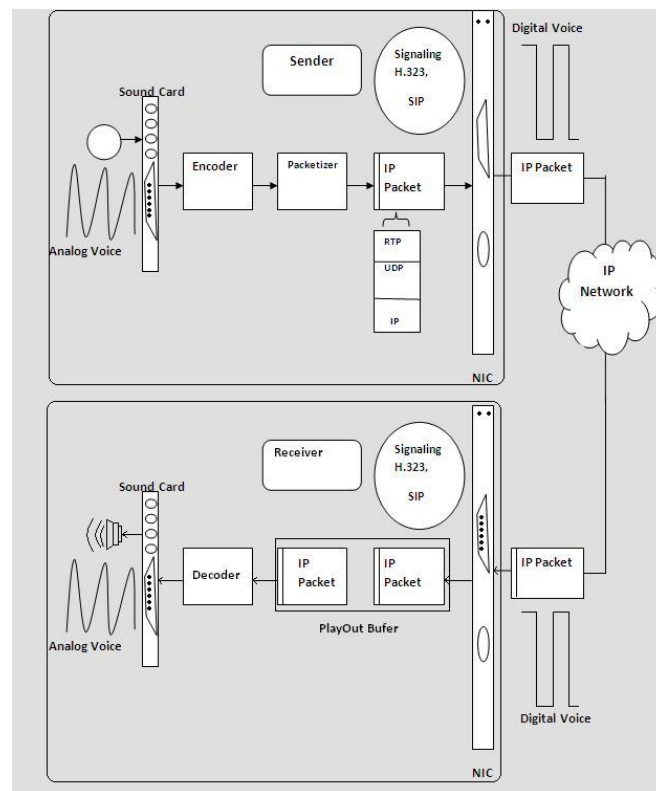 Digital Voice
Sender
Signaling
H.323,
SIP
Sound Card
Encoder
Packetizer
IP
Packet
IP Packet
Analog Voice
RTP
UDP
IP
IP
Network
NIC
Receiver
Signaling
H.323,
SIP
Sound Card
Decoder
IP
Packet
IP
Packet
IP Packet
PlayOut Bufer
Analog Voice
Digital Voice
NIC